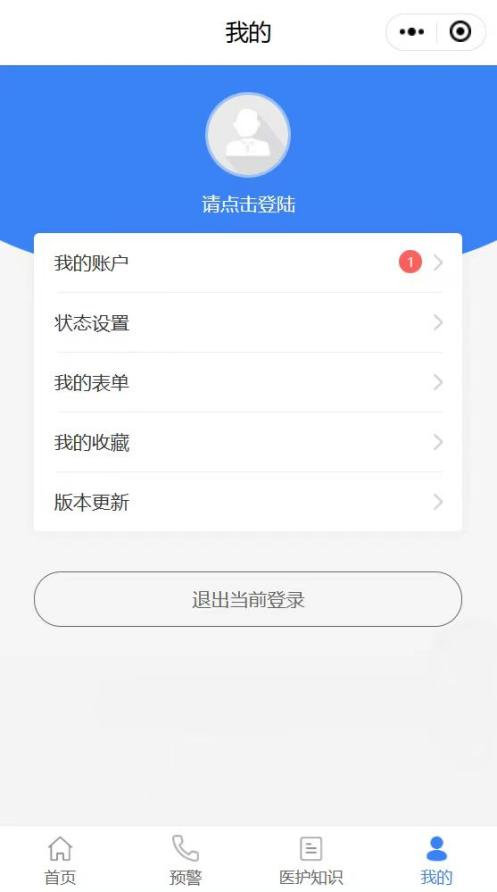 我的
请点击登陆
我的账户
1
状态设置
我的表单
我的收藏
版本更新
退出当前登录
首页
预警
医护知识
我的